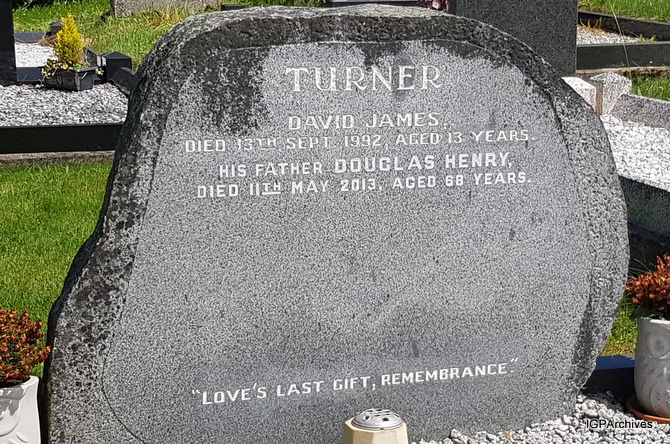 TURNER
DAVID JAMES,
DIED 13TH SEPT. 1992, AGED 13 YEARS.
HIS FATHER DOUGLAS HENRY,
DIED 11TH MAY 2013, AGED 68 YEARS.
"LOVE'S LAST GIFT, REMEMBRANCE."
IGPArchives